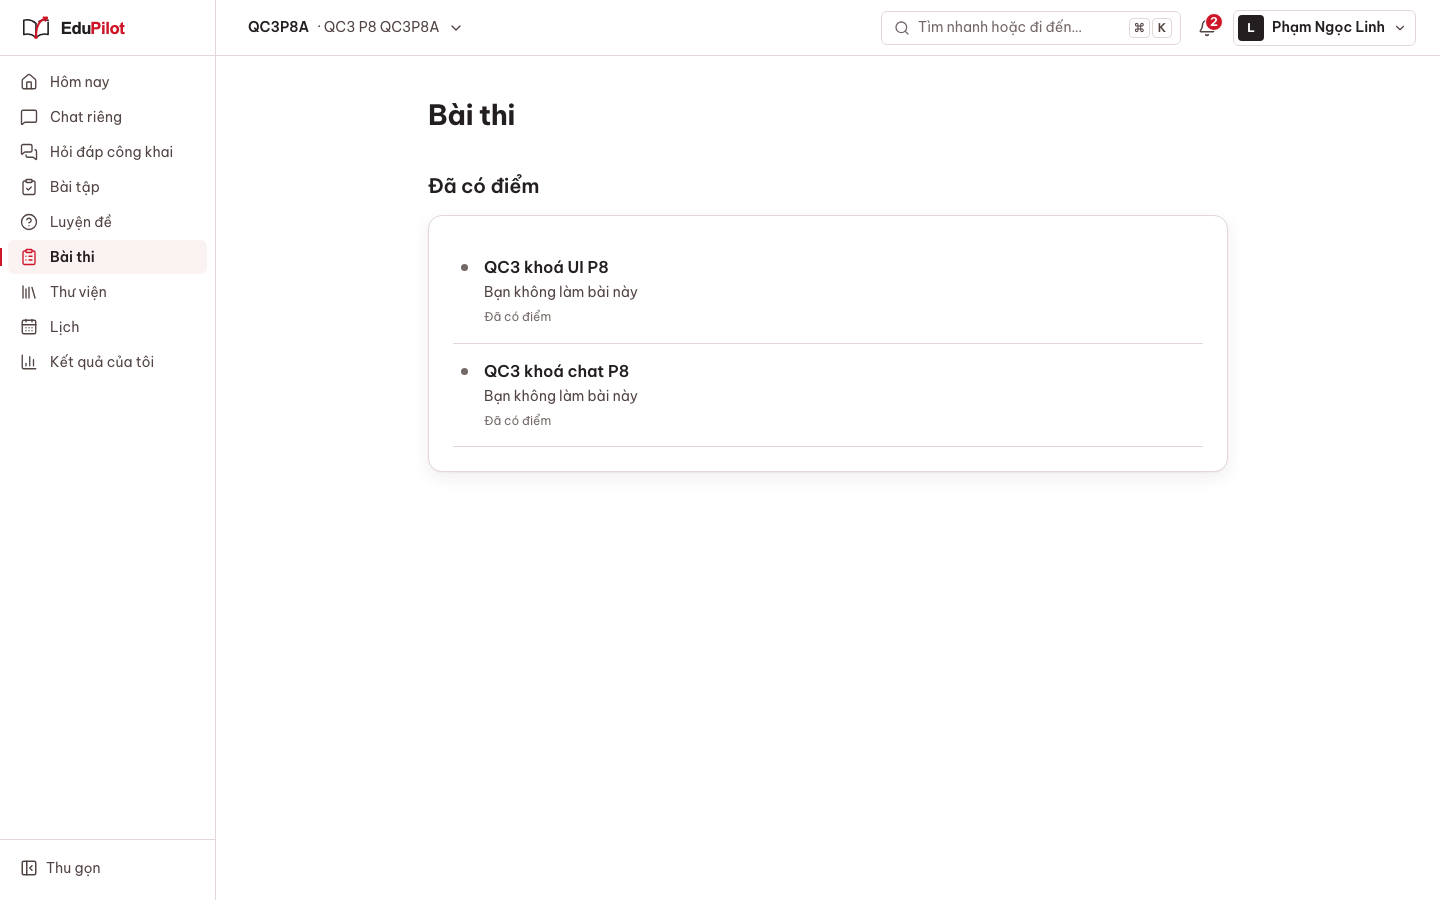 EduPilot
QC3P8A · QC3 P8 QC3P8A
Tìm nhanh hoặc đi đến...
⌘ K
2
L
Phạm Ngọc Linh
Hôm nay
Chat riêng
Hỏi đáp công khai
Bài tập
Luyện đề
Bài thi
Thư viện
Lịch
Kết quả của tôi
Thu gọn
Bài thi
Đã có điểm
QC3 khoá UI P8
Bạn không làm bài này
Đã có điểm
QC3 khoá chat P8
Bạn không làm bài này
Đã có điểm